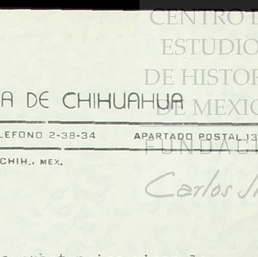 CENTRO
ESTUDIO
DE HISTOR
DE MEXIC
A DE CHIHUAHUA
FUNDACI
LEFONO 2-38-34 APARTADO POSTAL 13
CHIH., MEX.
Carlos